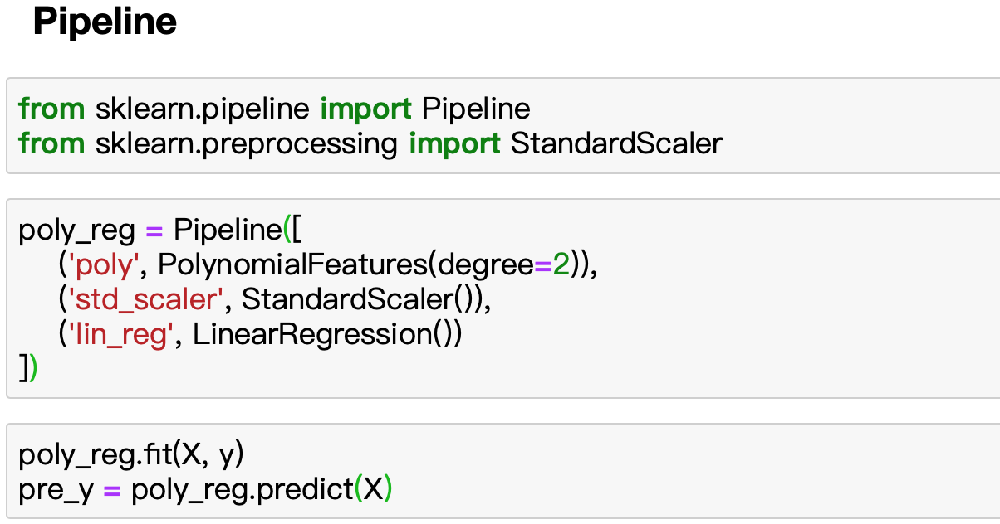 Pipeline
from sklearn.pipeline import Pipeline
from sklearn.preprocessing import StandardScaler
poly_reg = Pipeline([
    ('poly', PolynomialFeatures(degree=2)),
    ('std_scaler', StandardScaler()),
    ('lin_reg', LinearRegression())
])
poly_reg.fit(X, y)
pre_y = poly_reg.predict(X)